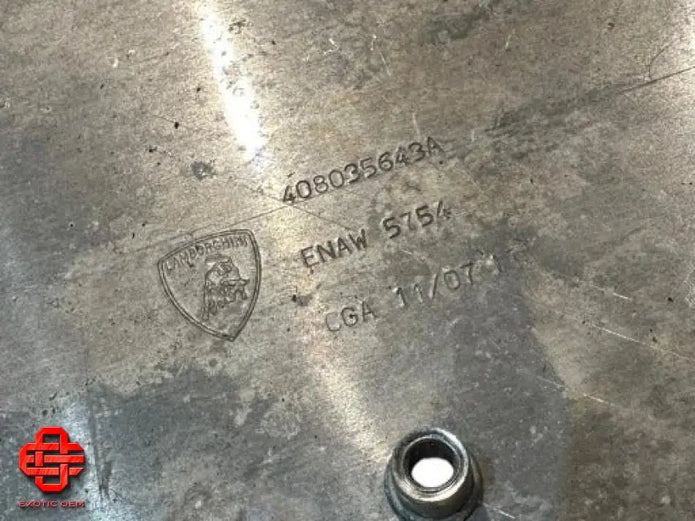 408035643A
LAMBORGHINI
ENAW 5754
CGA 11/07
EXOTIC OEM